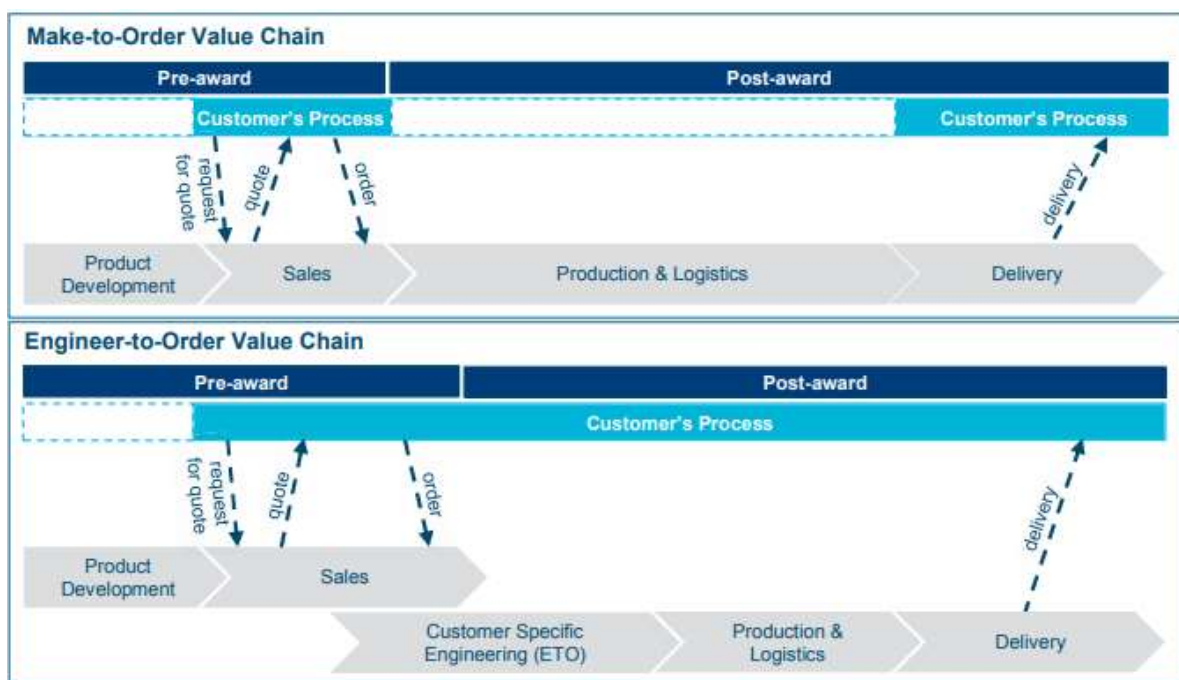 Make-to-Order Value Chain
Pre-award
Post-award
Customer's Process
Customer's Process
request
for quote
quote
order
delivery
Product
Development
Sales
Production & Logistics
Delivery
Engineer-to-Order Value Chain
Pre-award
Post-award
Customer's Process
request
for quote
quote
order
delivery
Product
Development
Sales
Customer Specific
Engineering (ETO)
Production &
Logistics
Delivery